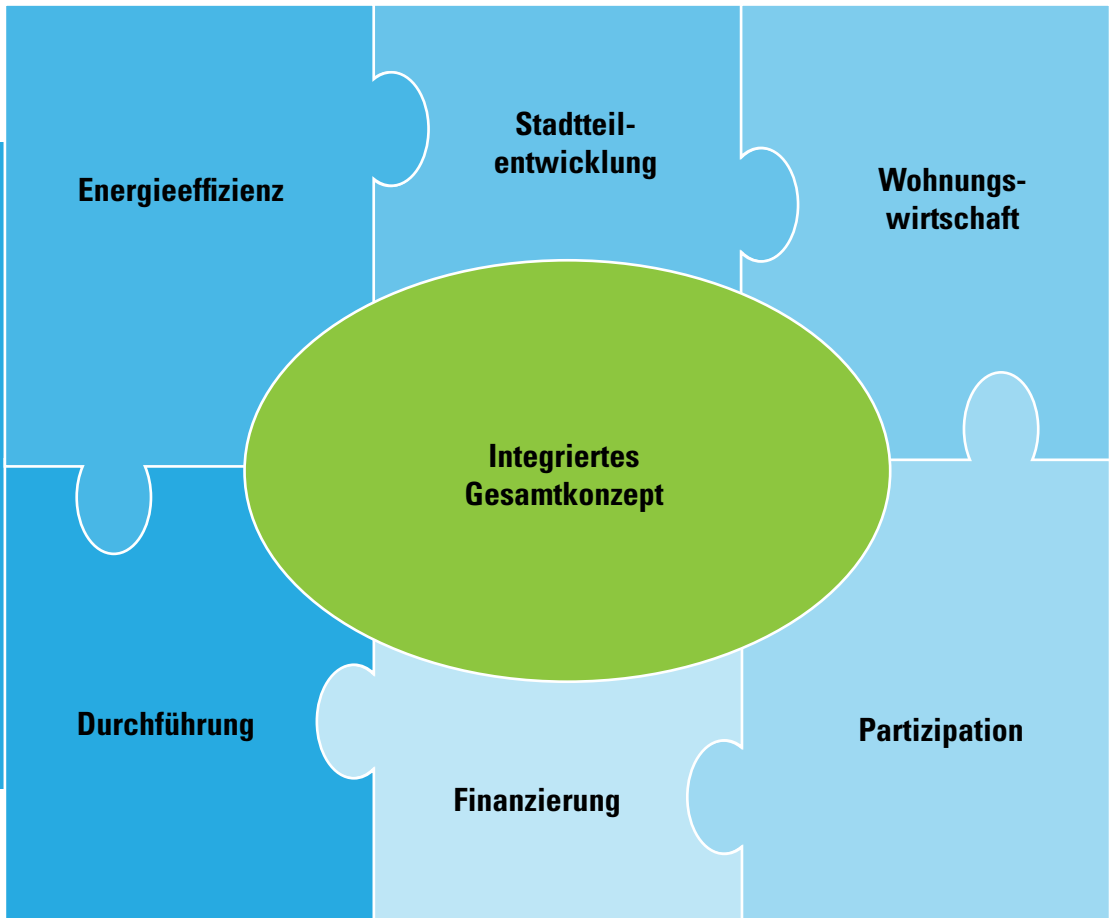 Energieeffizienz
Stadtteil-
entwicklung
Wohnungs-
wirtschaft
Integriertes
Gesamtkonzept
Durchführung
Finanzierung
Partizipation